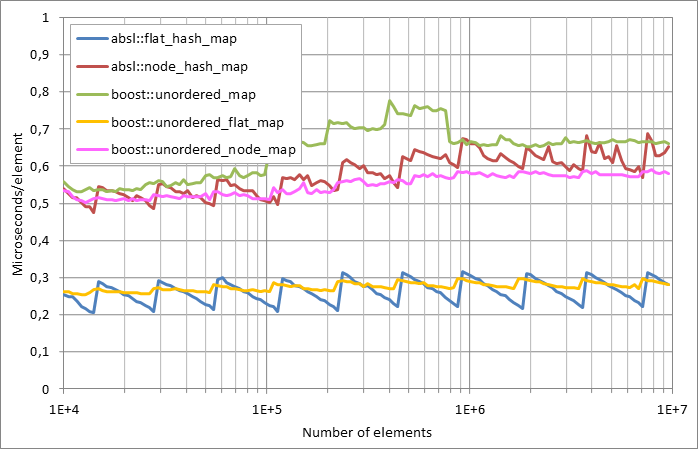 absl::flat_hash_map
absl::node_hash_map
boost::unordered_map
boost::unordered_flat_map
boost::unordered_node_map
Microseconds/element
1
0,9
0,8
0,7
0,6
0,5
0,4
0,3
0,2
0,1
0
1E+4
1E+5
1E+6
1E+7
Number of elements